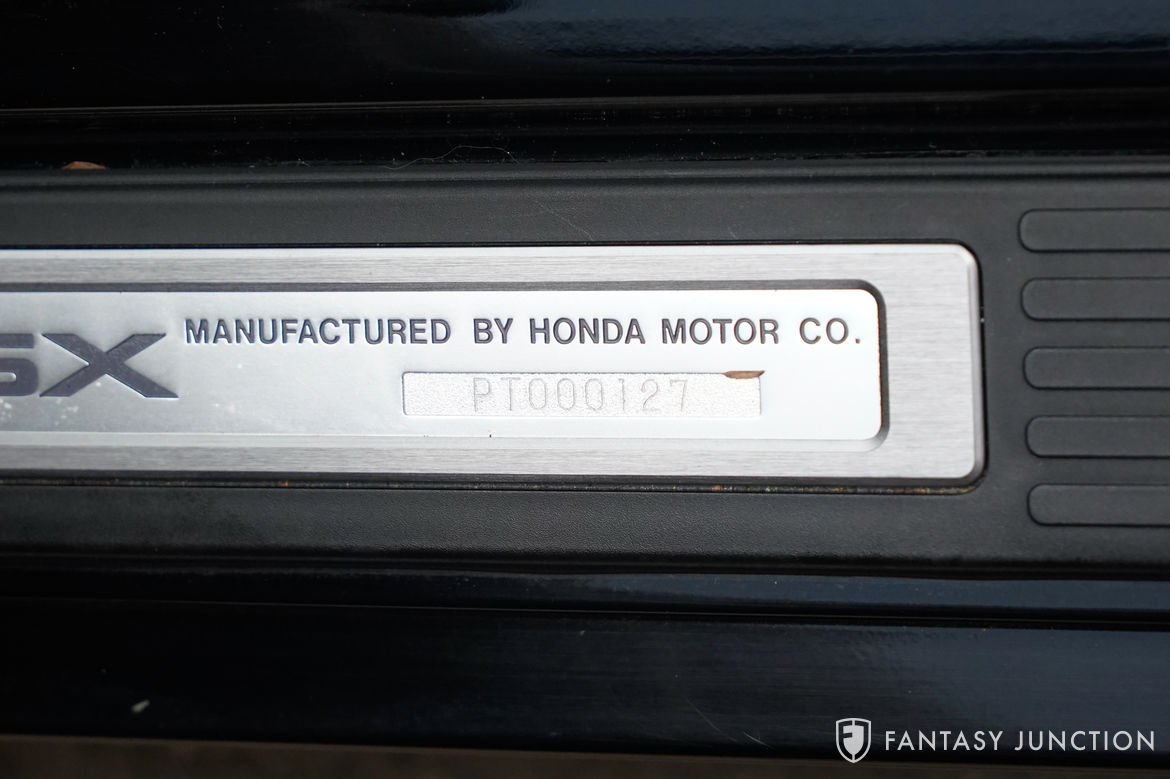 SX
MANUFACTURED BY HONDA MOTOR CO.
PT000127
FANTASY JUNCTION